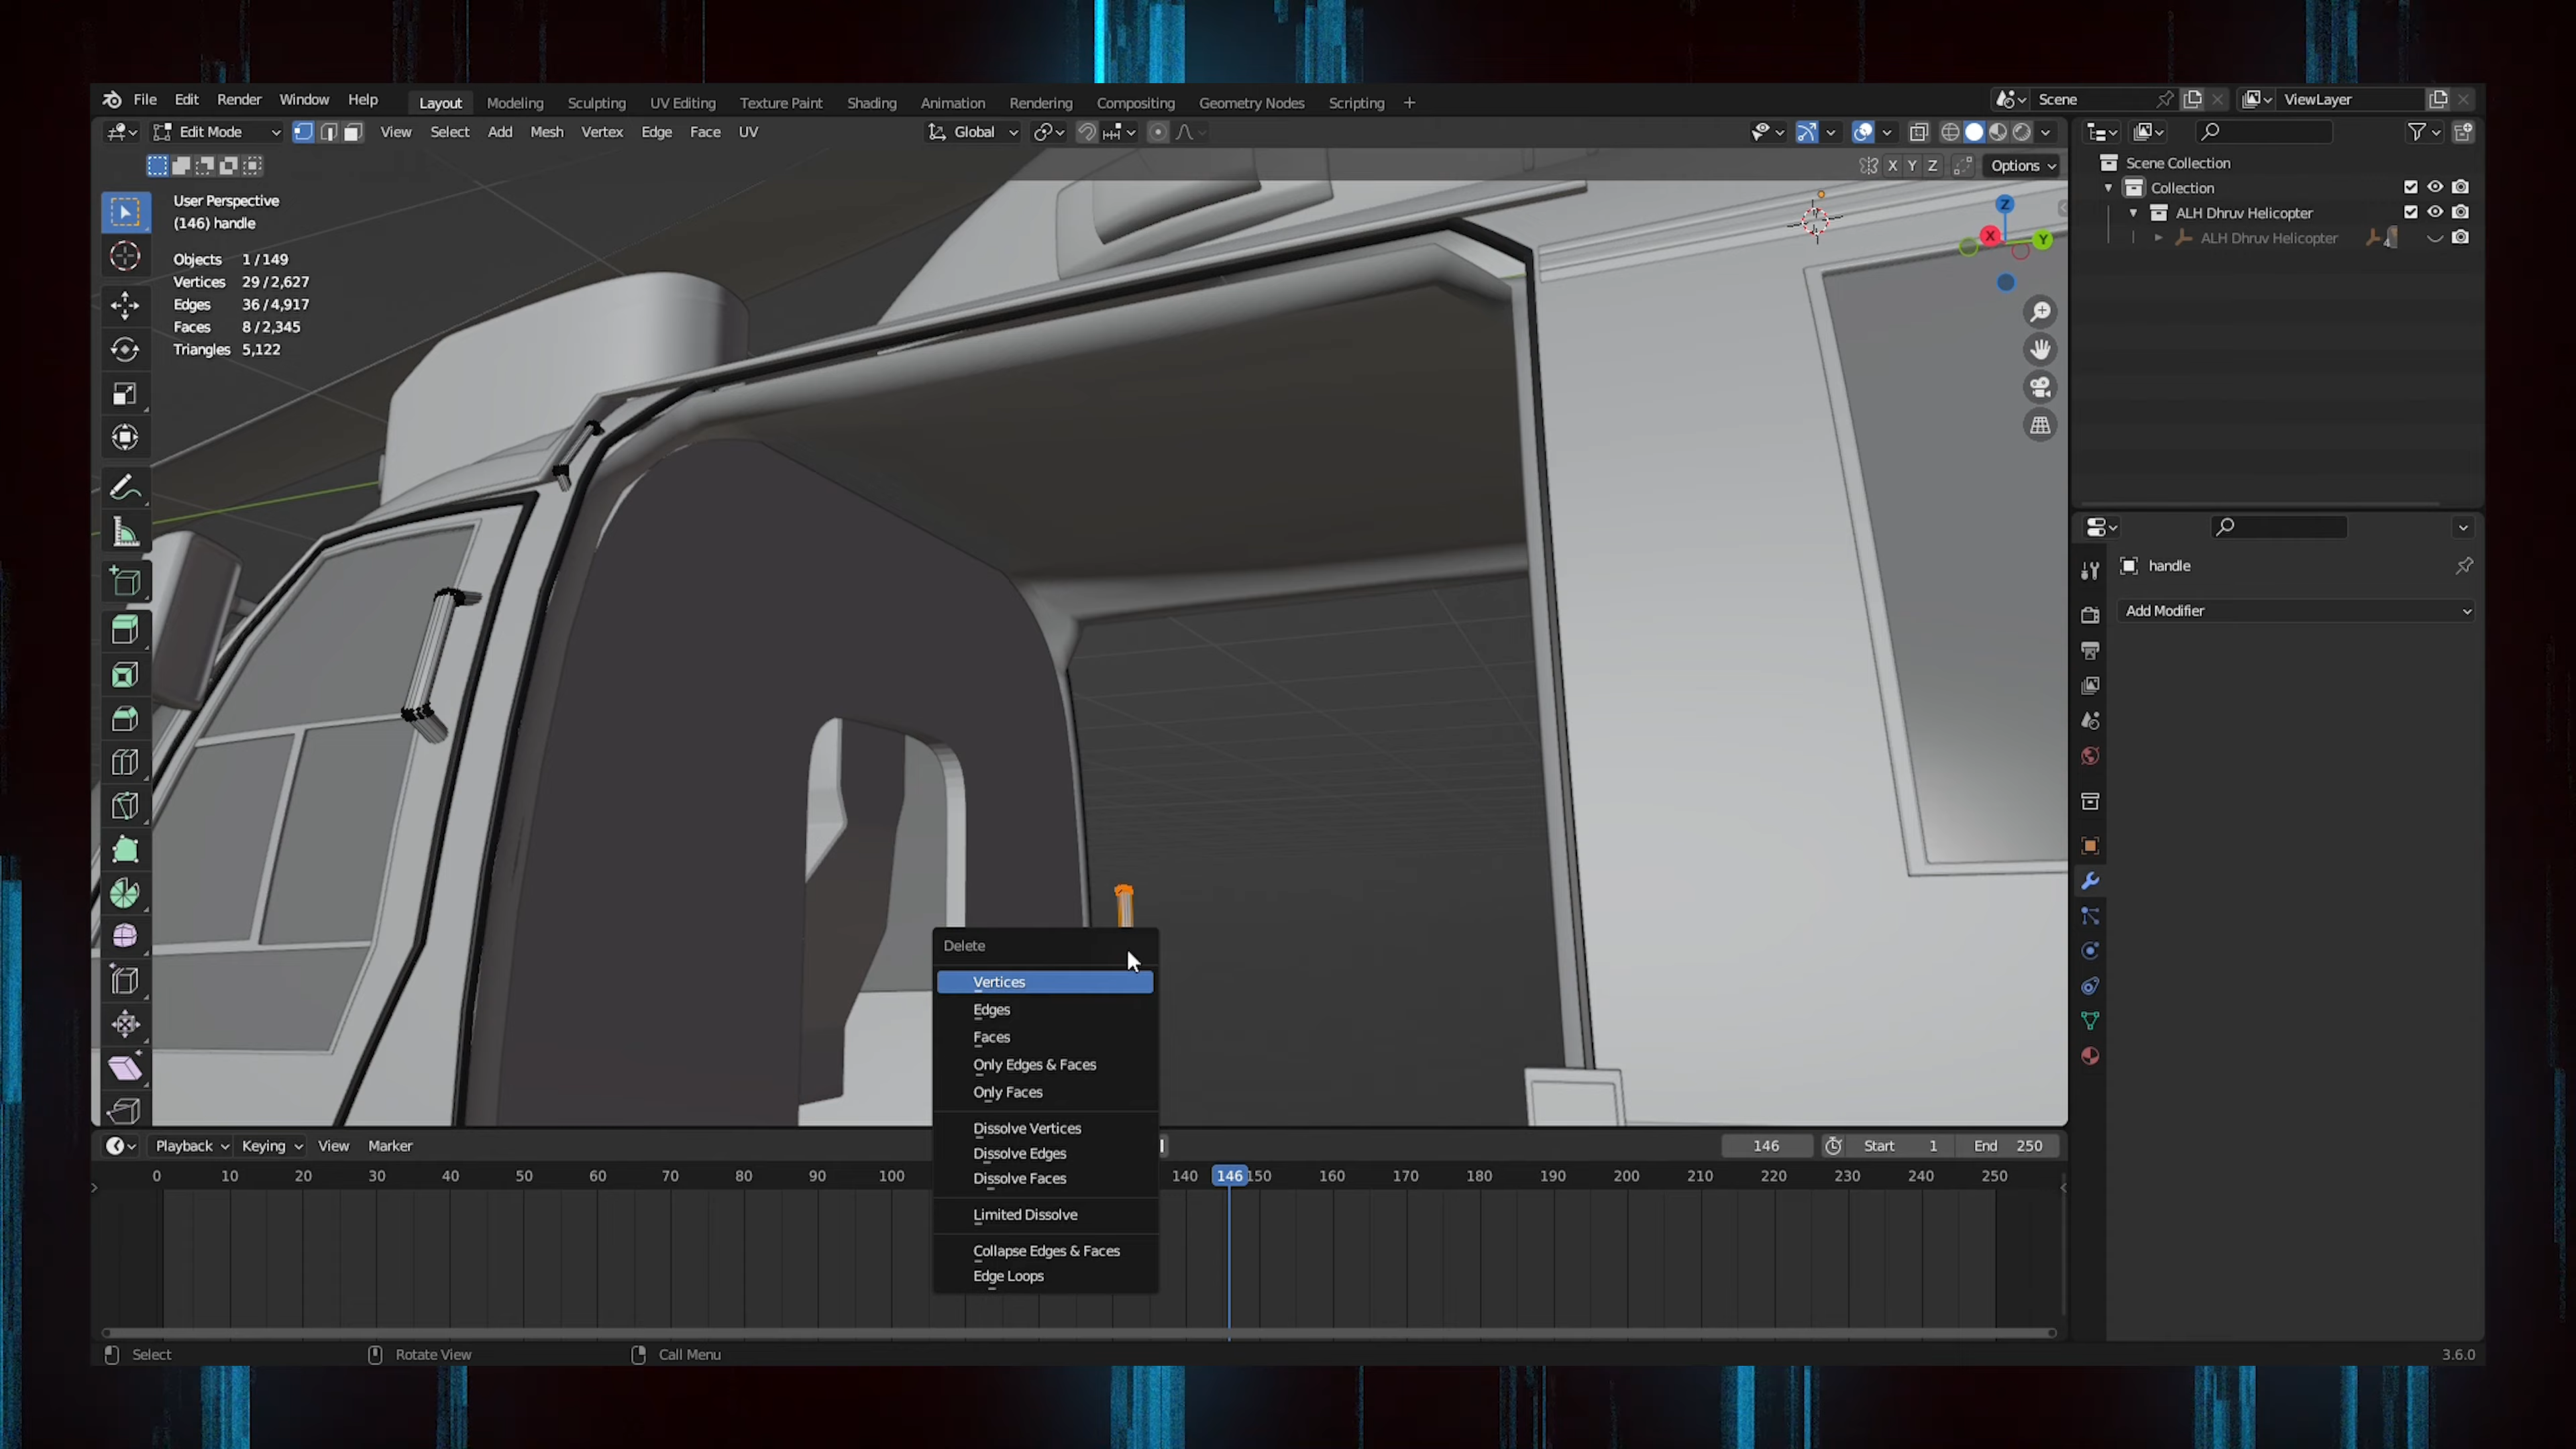 File Edit Render Window Help
Layout Modeling Sculpting UV Editing Texture Paint Shading Animation Rendering Compositing Geometry Nodes Scripting +
Scene
ViewLayer
Edit Mode
View Select Add Mesh Vertex Edge Face UV
Global
X Y Z
Options
User Perspective
(146) handle
Objects 1 / 149
Vertices 29 / 2,627
Edges 36 / 4,917
Faces 8 / 2,345
Triangles 5,122
Z
X
Y
Scene Collection
Collection
ALH Dhruv Helicopter
ALH Dhruv Helicopter
4
handle
Add Modifier
Delete
Vertices
Edges
Faces
Only Edges & Faces
Only Faces
Dissolve Vertices
Dissolve Edges
Dissolve Faces
Limited Dissolve
Collapse Edges & Faces
Edge Loops
Playback Keying View Marker
146 Start 1 End 250
0 10 20 30 40 50 60 70 80 90 100 140 146 150 160 170 180 190 200 210 220 230 240 250
Select Rotate View Call Menu
3.6.0